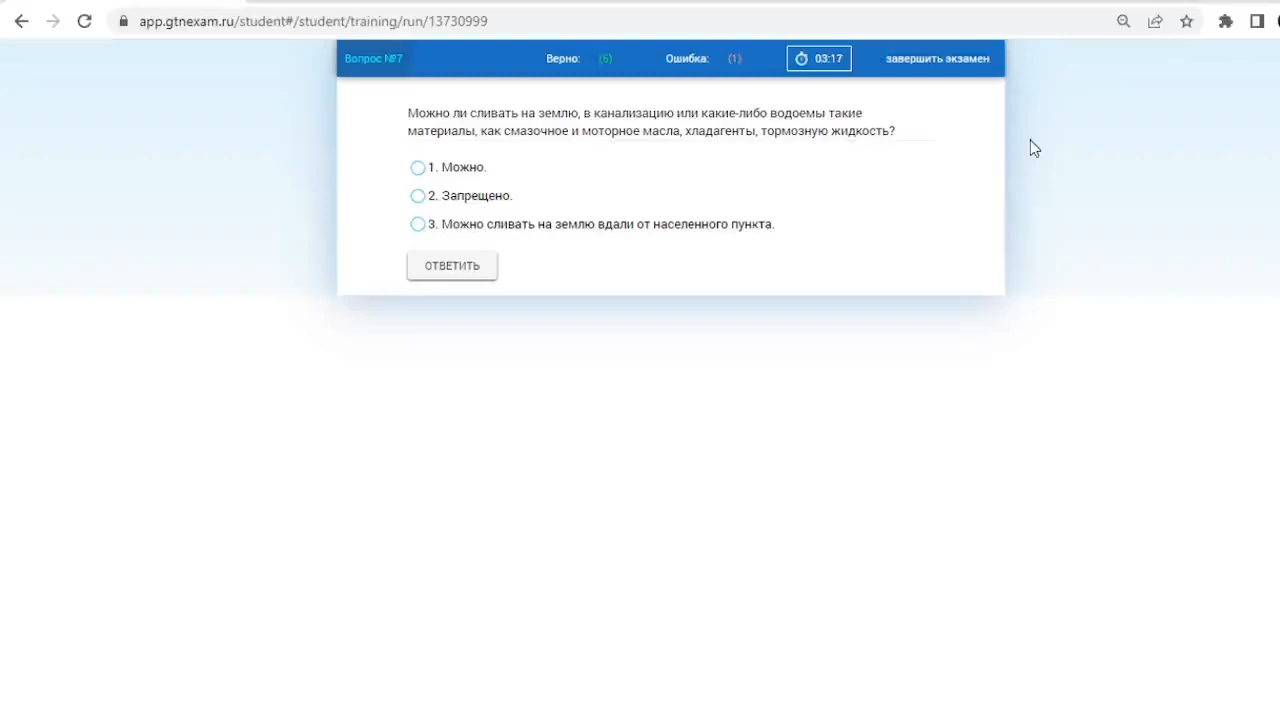 app.gtnexam.ru/student#/student/training/run/13730999
Вопрос №7 Верно: (5) Ошибка: (1) 03:17 завершить экзамен
Можно ли сливать на землю, в канализацию или какие-либо водоемы такие
материалы, как смазочное и моторное масла, хладагенты, тормозную жидкость?
1. Можно.
2. Запрещено.
3. Можно сливать на землю вдали от населенного пункта.
ОТВЕТИТЬ